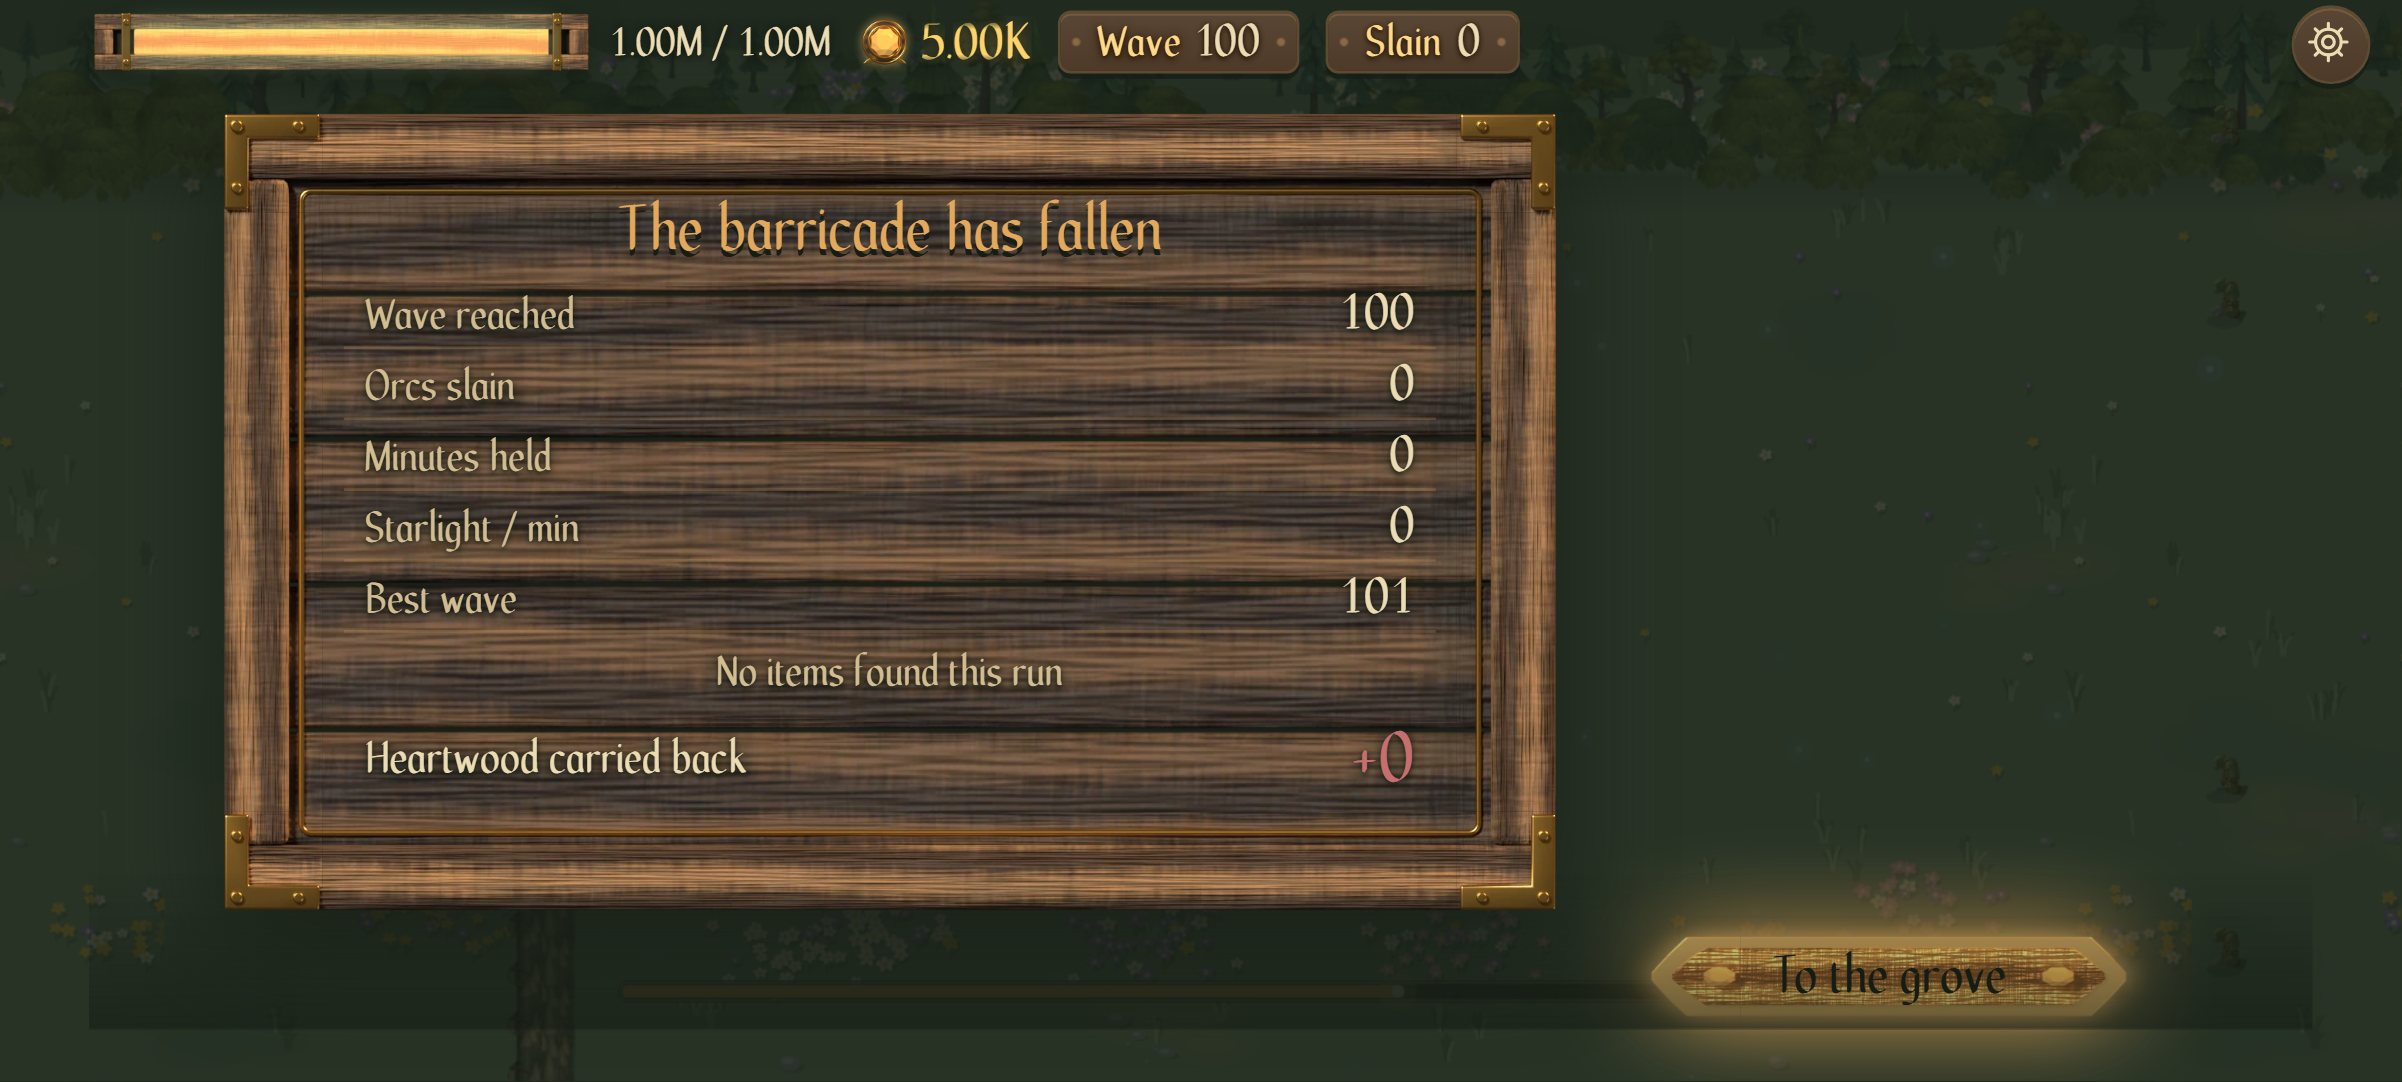 1.00M / 1.00M 5.00K Wave 100 Slain 0
The barricade has fallen
Wave reached 100
Orcs slain 0
Minutes held 0
Starlight / min 0
Best wave 101
No items found this run
Heartwood carried back +0
To the grove